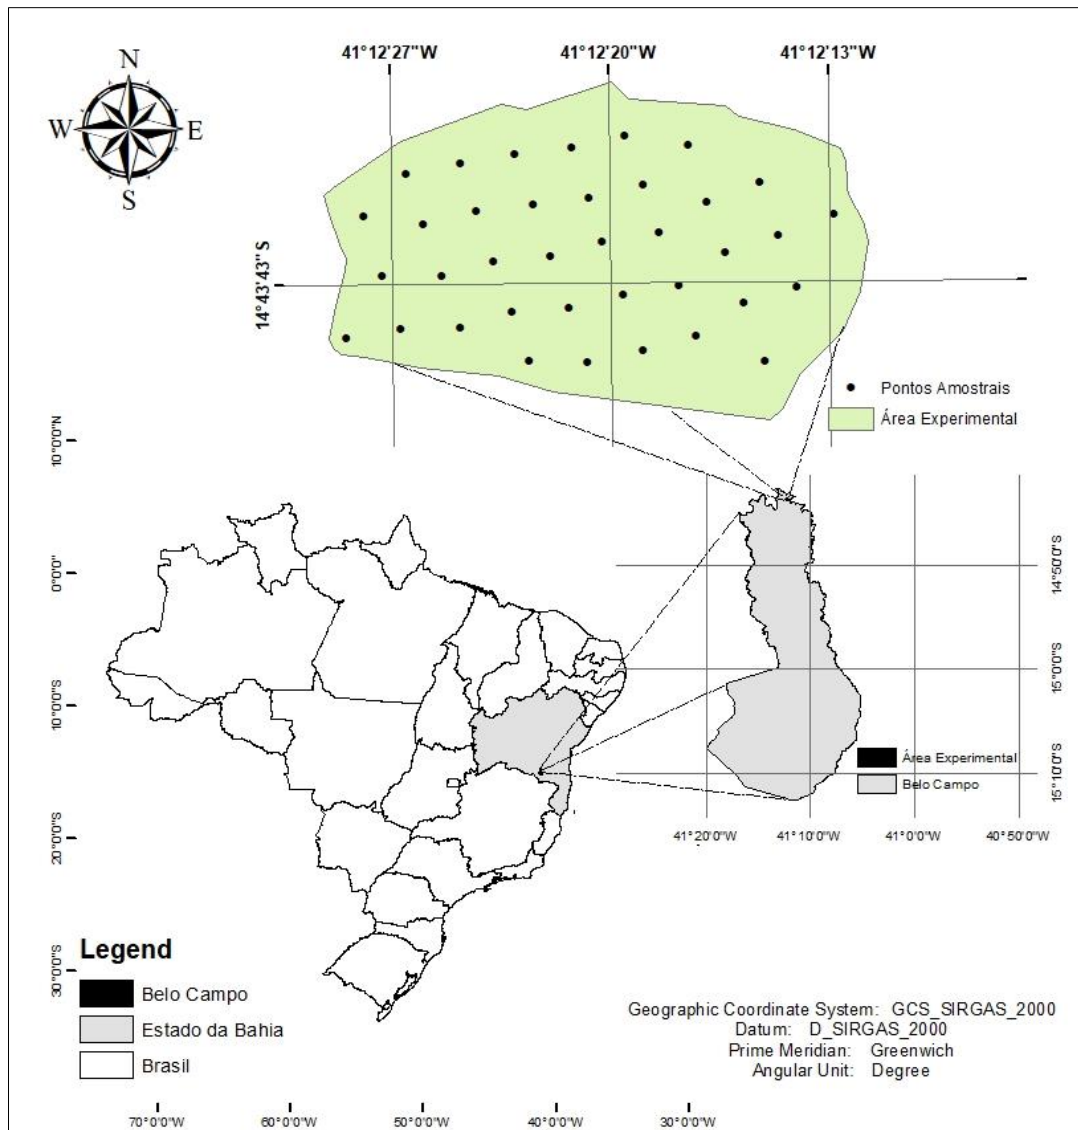 N
W E
S
41°12'27"W 41°12'20"W 41°12'13"W
14°43'43" S
Pontos Amostrais
Área Experimental
10°0'0"N
0°0'0"
10°0'0"S
20°0'0"S
30°0'0"S
14°50'0"S
15°0'0"S
15°10'0"S
Área Experimental
Belo Campo
41°20'0"W 41°10'0"W 41°0'0"W 40°50'0"W
Legend
Belo Campo
Estado da Bahia
Brasil
Geographic Coordinate System: GCS_SIRGAS_2000
Datum: D_SIRGAS_2000
Prime Meridian: Greenwich
Angular Unit: Degree
70°0'0"W 60°0'0"W 50°0'0"W 40°0'0"W 30°0'0"W